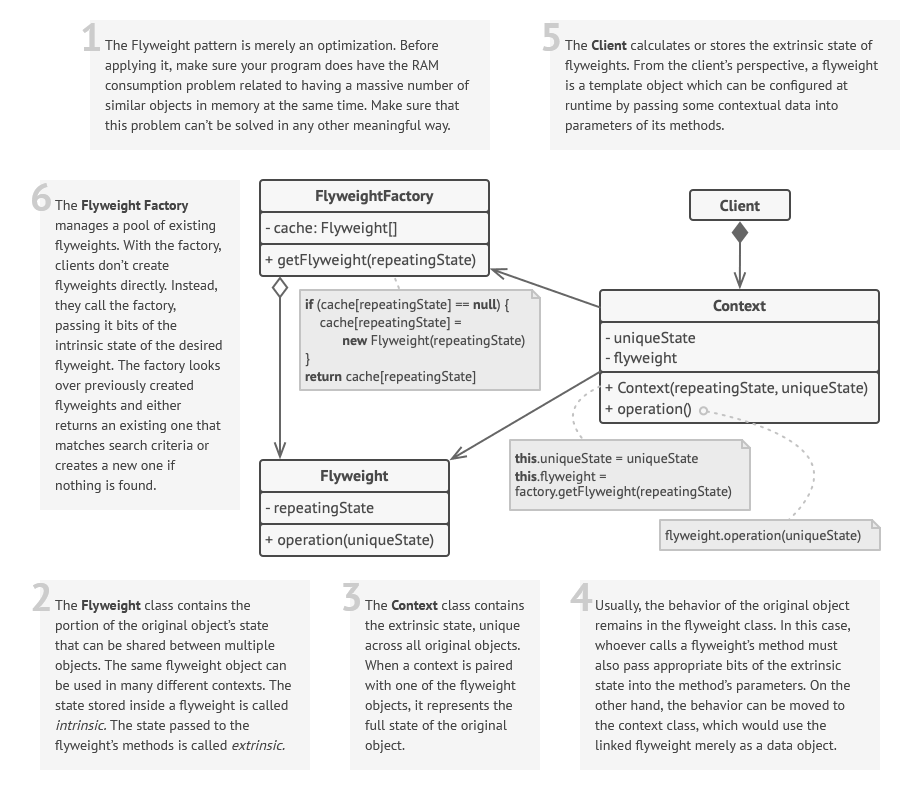 1
The Flyweight pattern is merely an optimization. Before
applying it, make sure your program does have the RAM
consumption problem related to having a massive number of
similar objects in memory at the same time. Make sure that
this problem can't be solved in any other meaningful way.
5
The Client calculates or stores the extrinsic state of
flyweights. From the client's perspective, a flyweight
is a template object which can be configured at
runtime by passing some contextual data into
parameters of its methods.
6
The Flyweight Factory
manages a pool of existing
flyweights. With the factory,
clients don't create
flyweights directly. Instead,
they call the factory,
passing it bits of the
intrinsic state of the desired
flyweight. The factory looks
over previously created
flyweights and either
returns an existing one that
matches search criteria or
creates a new one if
nothing is found.
FlyweightFactory
- cache: Flyweight[]
+ getFlyweight(repeatingState)
if (cache[repeatingState] == null) {
cache[repeatingState] =
new Flyweight(repeatingState)
}
return cache[repeatingState]
Client
Context
- uniqueState
- flyweight
+ Context(repeatingState, uniqueState)
+ operation()
this.uniqueState = uniqueState
this.flyweight =
factory.getFlyweight(repeatingState)
flyweight.operation(uniqueState)
Flyweight
- repeatingState
+ operation(uniqueState)
2
The Flyweight class contains the
portion of the original object's state
that can be shared between multiple
objects. The same flyweight object can
be used in many different contexts. The
state stored inside a flyweight is called
intrinsic. The state passed to the
flyweight's methods is called extrinsic.
3
The Context class contains
the extrinsic state, unique
across all original objects.
When a context is paired
with one of the flyweight
objects, it represents the
full state of the original
object.
4
Usually, the behavior of the original object
remains in the flyweight class. In this case,
whoever calls a flyweight's method must
also pass appropriate bits of the extrinsic
state into the method's parameters. On the
other hand, the behavior can be moved to
the context class, which would use the
linked flyweight merely as a data object.